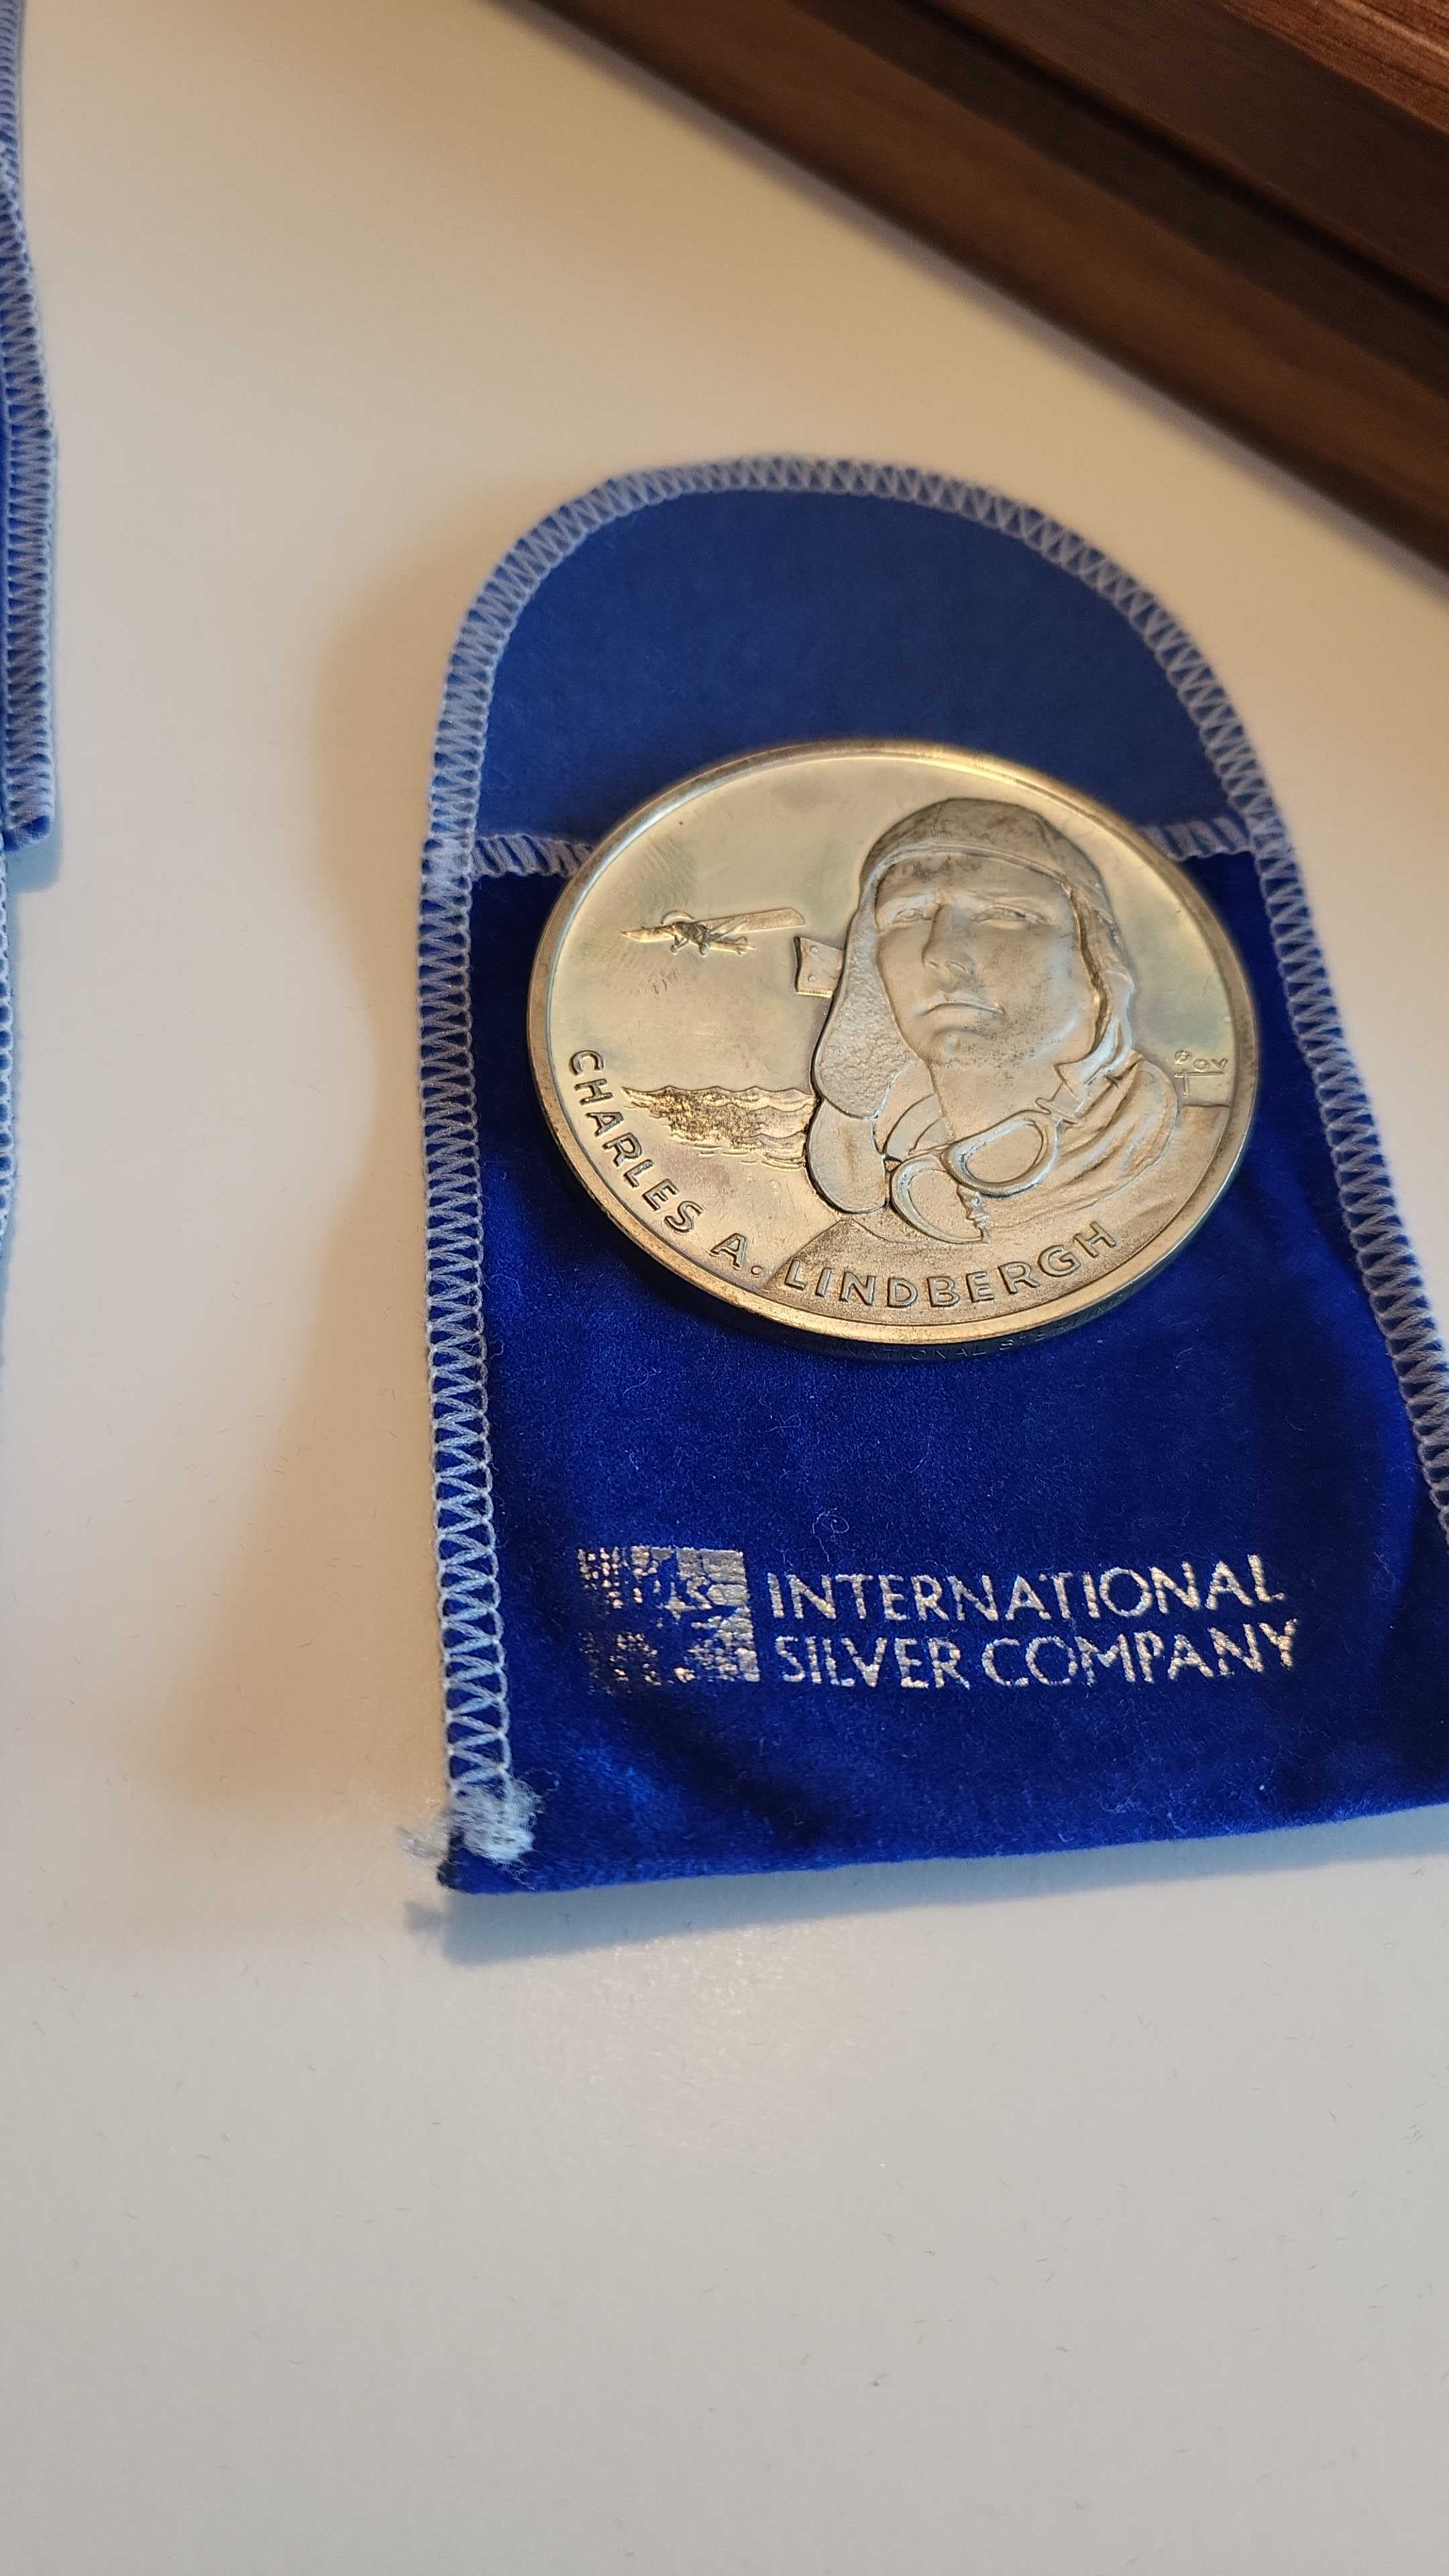 CHARLES A. LINDBERGH
INTERNATIONAL
SILVER COMPANY